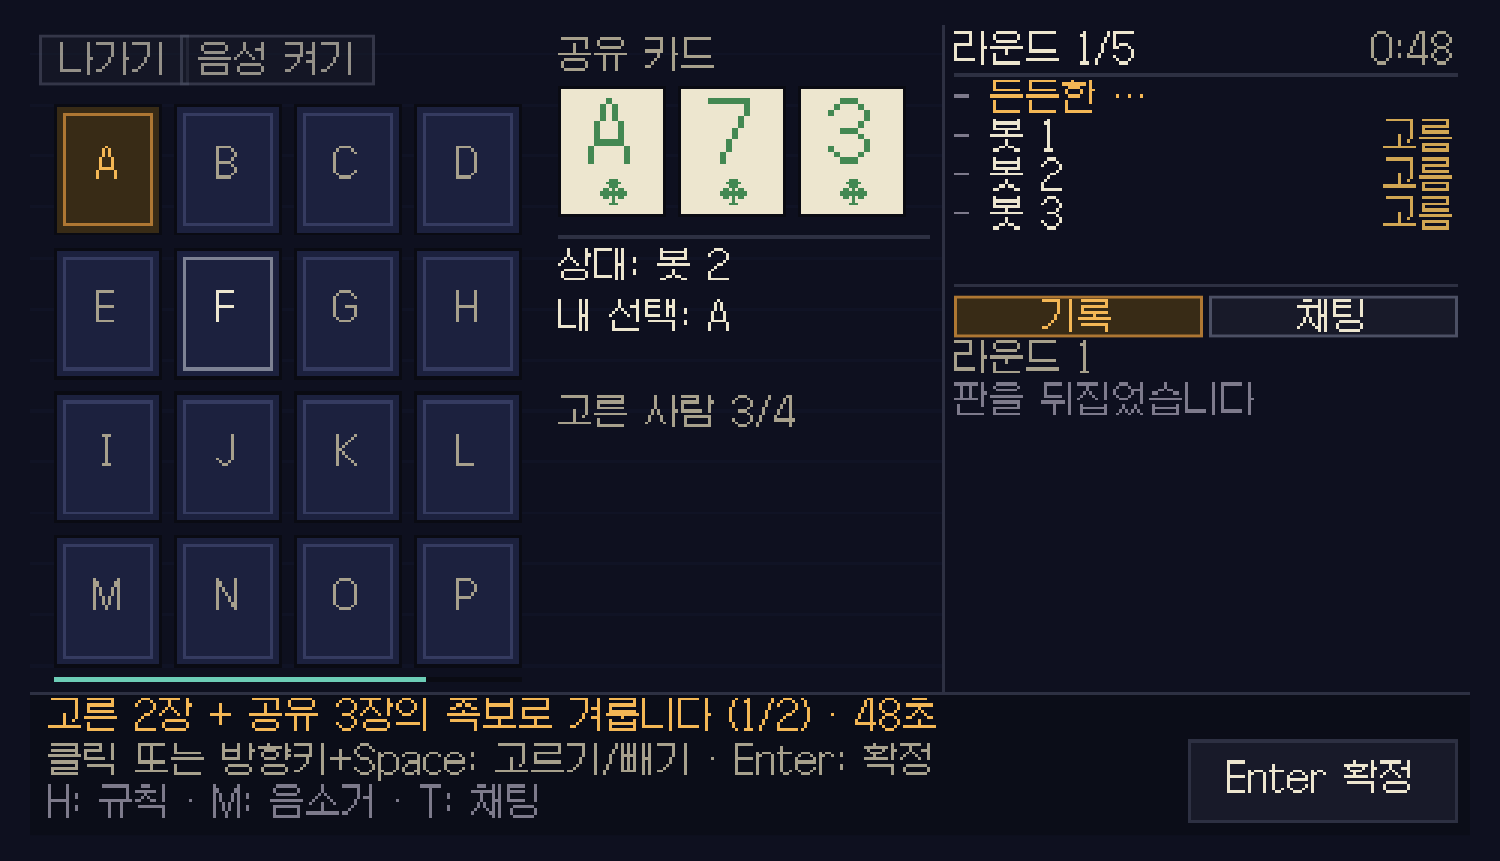 나가기 음성 켜기
A B C D
E F G H
I J K L
M N O P
공유 카드
A 7 3
상대: 봇 2
내 선택: A
고른 사람 3/4
라운드 1/5 0:48
- 든든한 …
- 봇 1 고름
- 봇 2 고름
- 봇 3 고름
기록 채팅
라운드 1
판을 뒤집었습니다
고른 2장 + 공유 3장의 족보로 겨룹니다 (1/2) · 48초
클릭 또는 방향키+Space: 고르기/빼기 · Enter: 확정
H: 규칙 · M: 음소거 · T: 채팅
Enter 확정